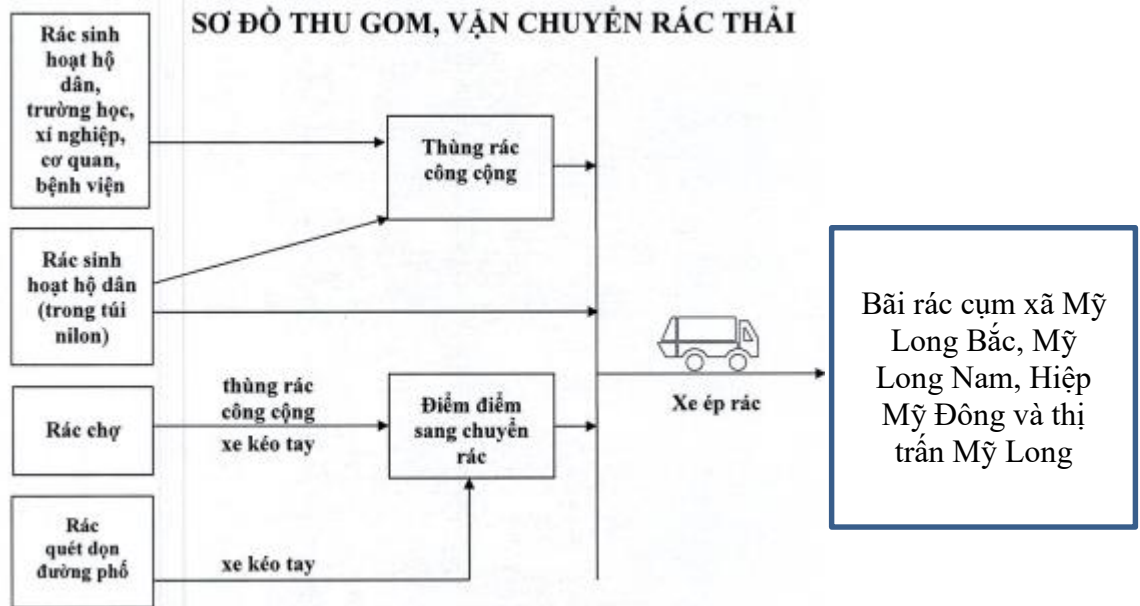 SƠ ĐỒ THU GOM, VẬN CHUYỂN RÁC THẢI
Rác sinh
hoạt hộ
dân,
trường học,
xí nghiệp,
cơ quan,
bệnh viện
Thùng rác
công cộng
Rác sinh
hoạt hộ dân
(trong túi
nilon)
Rác chợ
thùng rác
công cộng
xe kéo tay
Điểm điểm
sang chuyển
rác
Rác
quét dọn
đường phố
xe kéo tay
Xe ép rác
Bãi rác cụm xã Mỹ
Long Bắc, Mỹ
Long Nam, Hiệp
Mỹ Đông và thị
trấn Mỹ Long